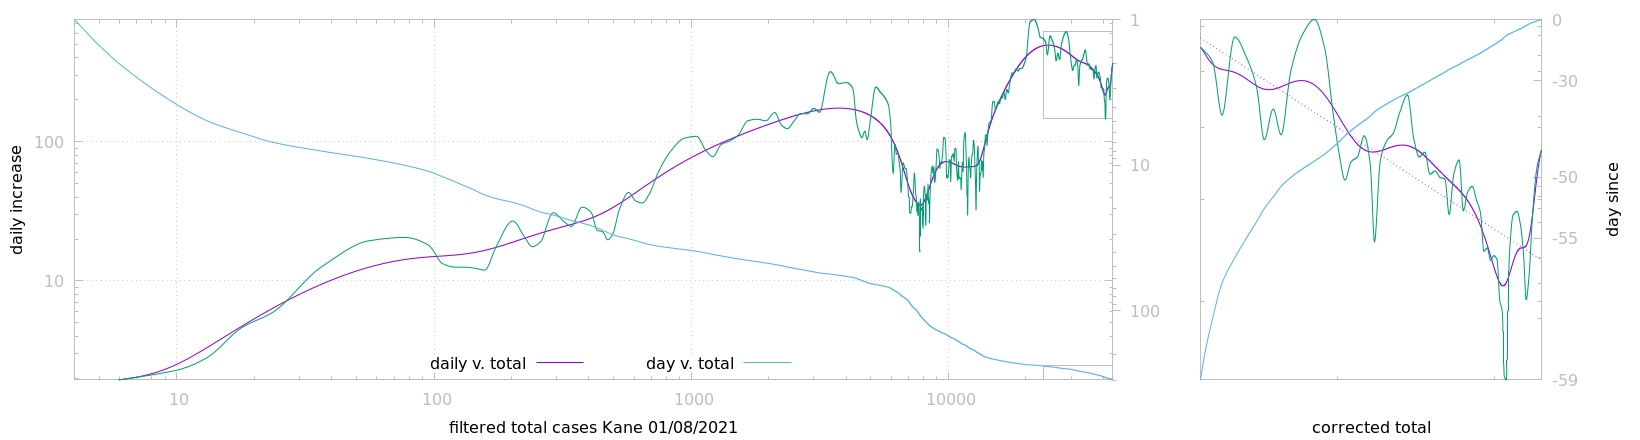 daily increase
100
10
daily v. total
day v. total
10
100
1000
10000
filtered total cases Kane 01/08/2021
1
10
100
0
-30
-50
-55
-59
day since
corrected total